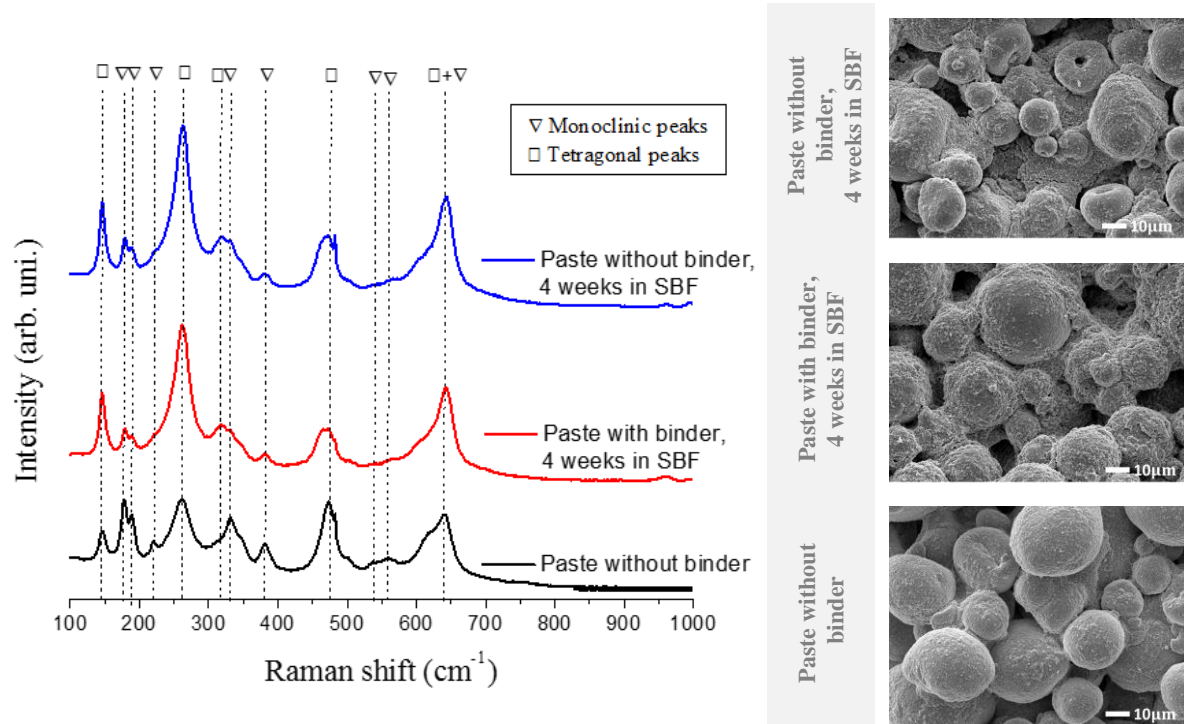 ▽ Monoclinic peaks
□ Tetragonal peaks
□ ▽▽ ▽ □ □▽ ▽ □ ▽▽ □+▽
Intensity (arb. uni.)
Paste without binder,
4 weeks in SBF
Paste with binder,
4 weeks in SBF
Paste without binder
100 200 300 400 500 600 700 800 900 1000
Raman shift (cm⁻¹)
Paste without
binder,
4 weeks in SBF
10µm
Paste with binder,
4 weeks in SBF
10µm
Paste without
binder
10µm